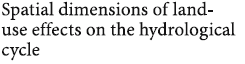 Spatial dimensions of land-
use effects on the hydrological
cycle